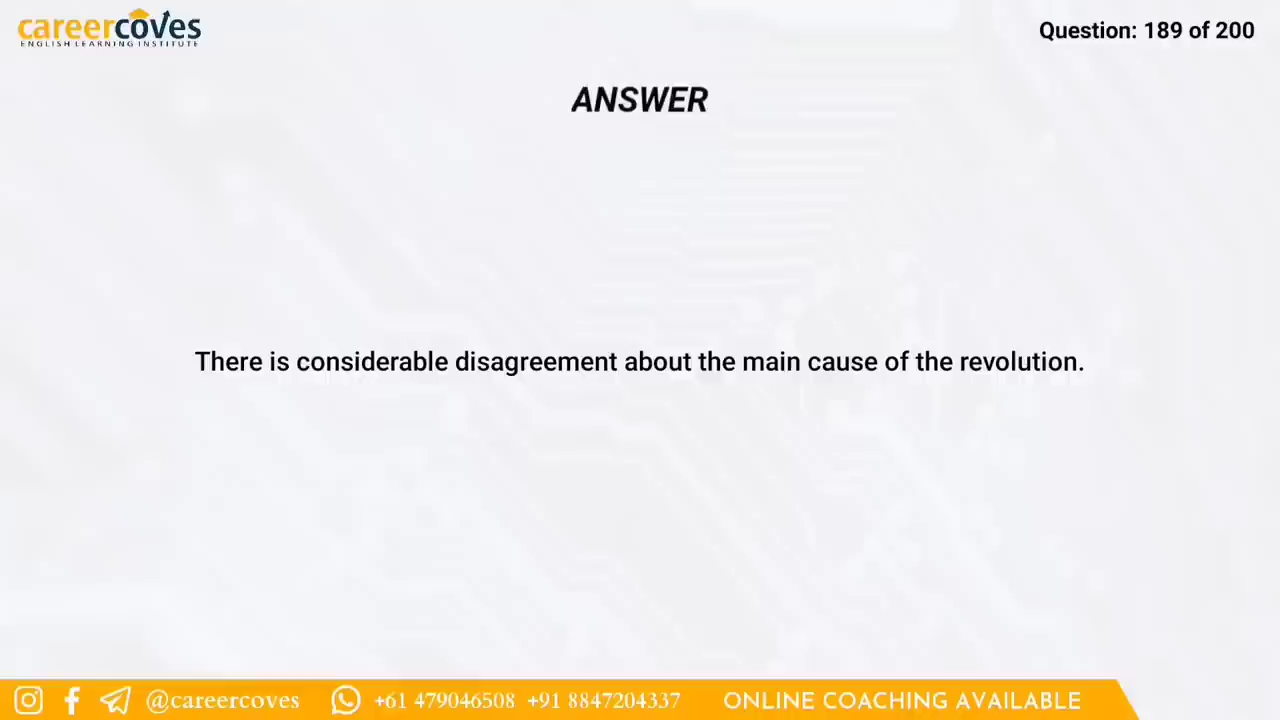 careercoves
ENGLISH LEARNING INSTITUTE
Question: 189 of 200
ANSWER
There is considerable disagreement about the main cause of the revolution.
@careercoves +61 479046508 +91 8847204337 ONLINE COACHING AVAILABLE